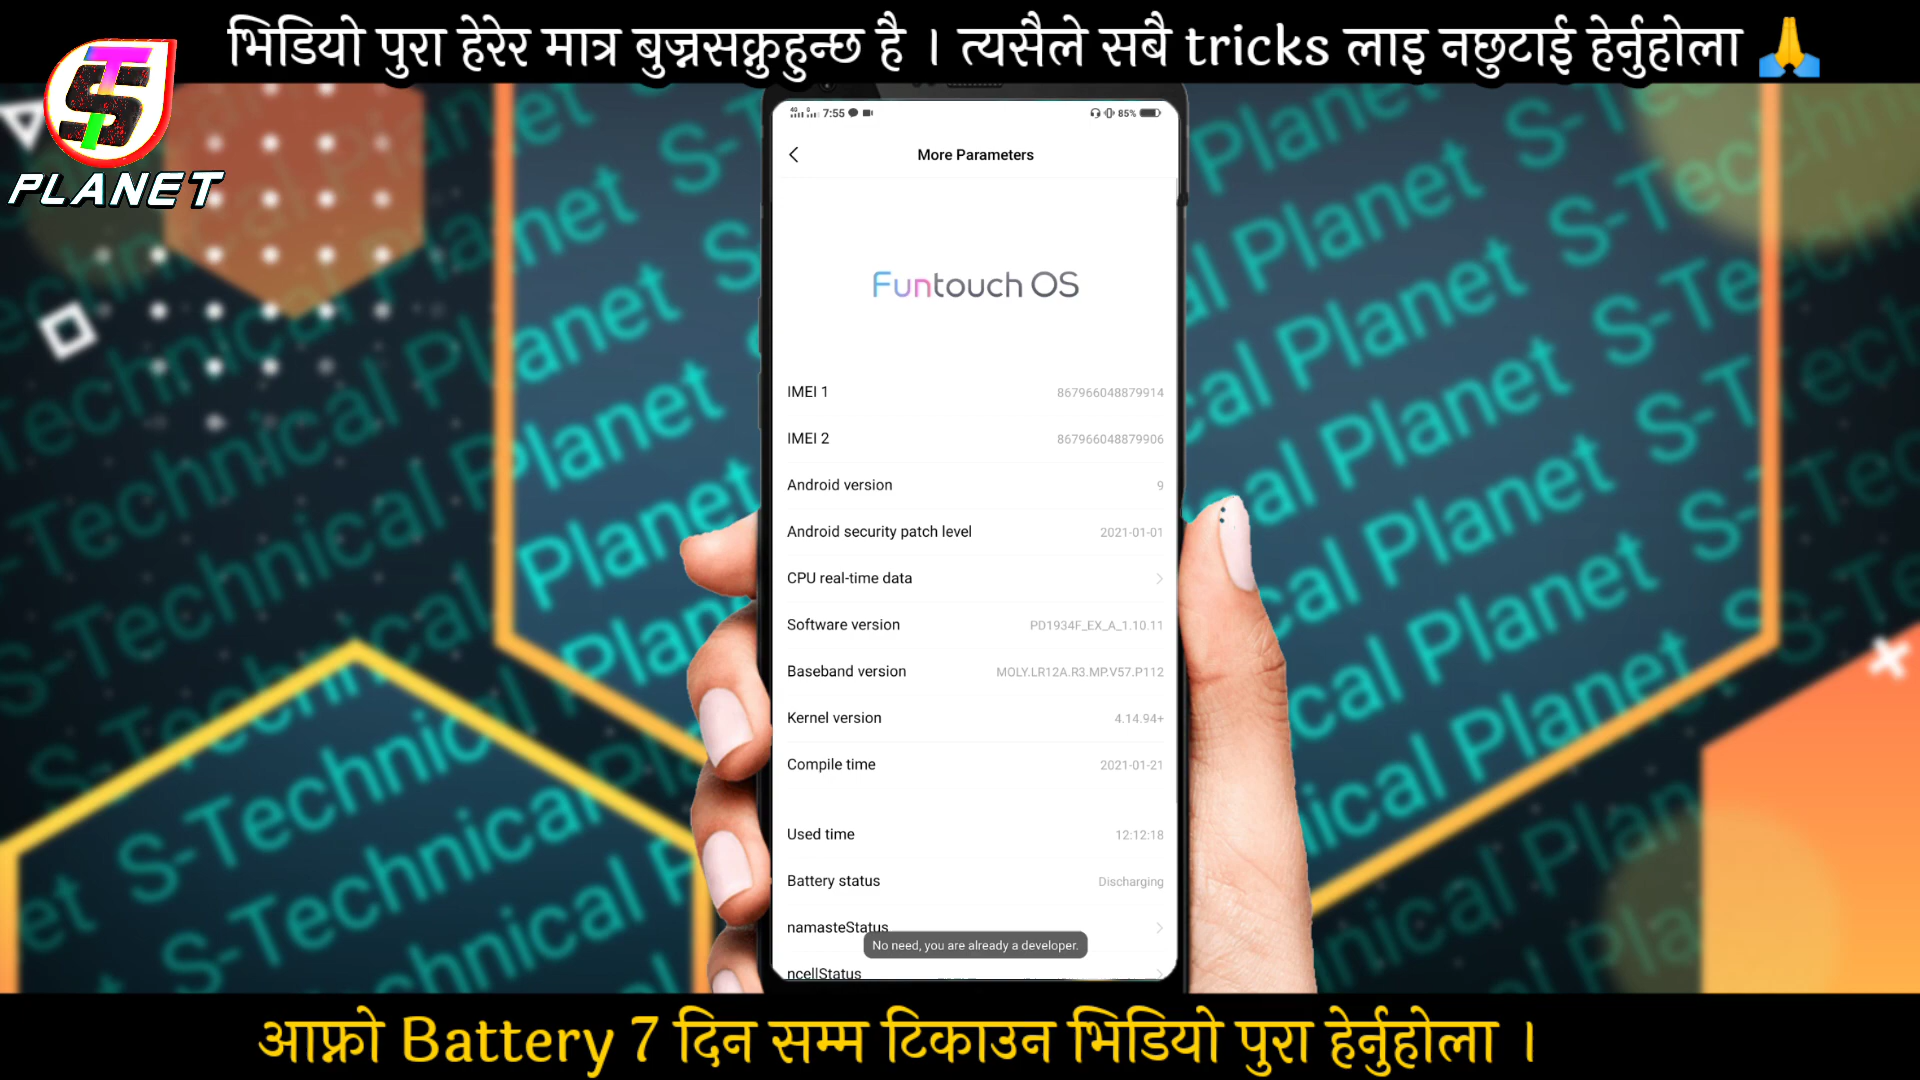 भिडियो पुरा हेरेर मात्र बुज्नसक्नुहुन्छ है । त्यसैले सबै tricks लाइ नछुटाई हेर्नुहोला 🙏
ST
PLANET
7:55
85%
More Parameters
Funtouch OS
IMEI 1 867966048879914
IMEI 2 867966048879906
Android version 9
Android security patch level 2021-01-01
CPU real-time data
Software version PD1934F_EX_A_1.10.11
Baseband version MOLY.LR12A.R3.MP.V57.P112
Kernel version 4.14.94+
Compile time 2021-01-21
Used time 12:12:18
Battery status Discharging
namasteStatus
No need, you are already a developer.
ncellStatus
S-Technical Planet
आफ्नो Battery 7 दिन सम्म टिकाउन भिडियो पुरा हेर्नुहोला ।